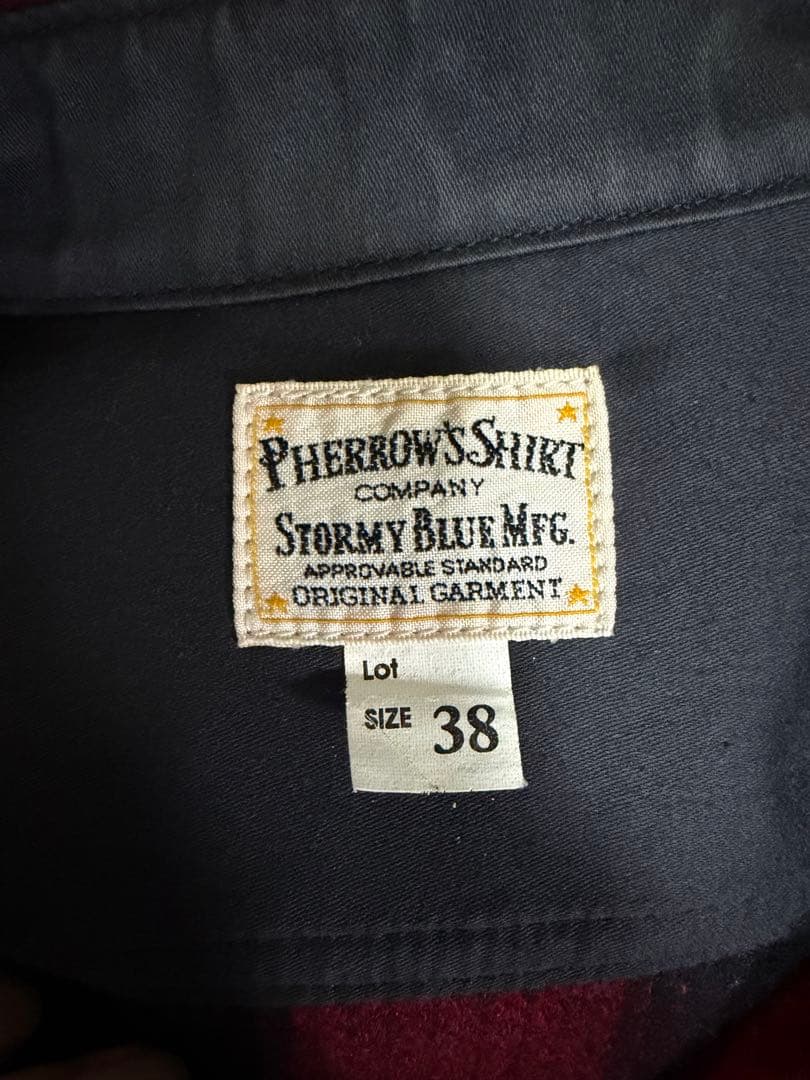 PHERROW'S SHIRT
COMPANY
STORMY BLUE MFG.
APPROVABLE STANDARD
ORIGINAL GARMENT
Lot
SIZE 38